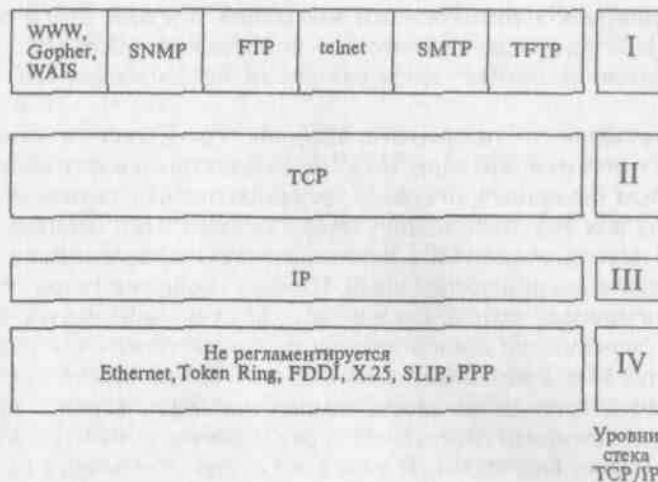 WWW,
Gopher,
WAIS
SNMP
FTP
telnet
SMTP
TFTP
I
TCP
II
IP
III
Не регламентируется
Ethernet, Token Ring, FDDI, X.25, SLIP, PPP
IV
Уровни
стека
TCP/IP